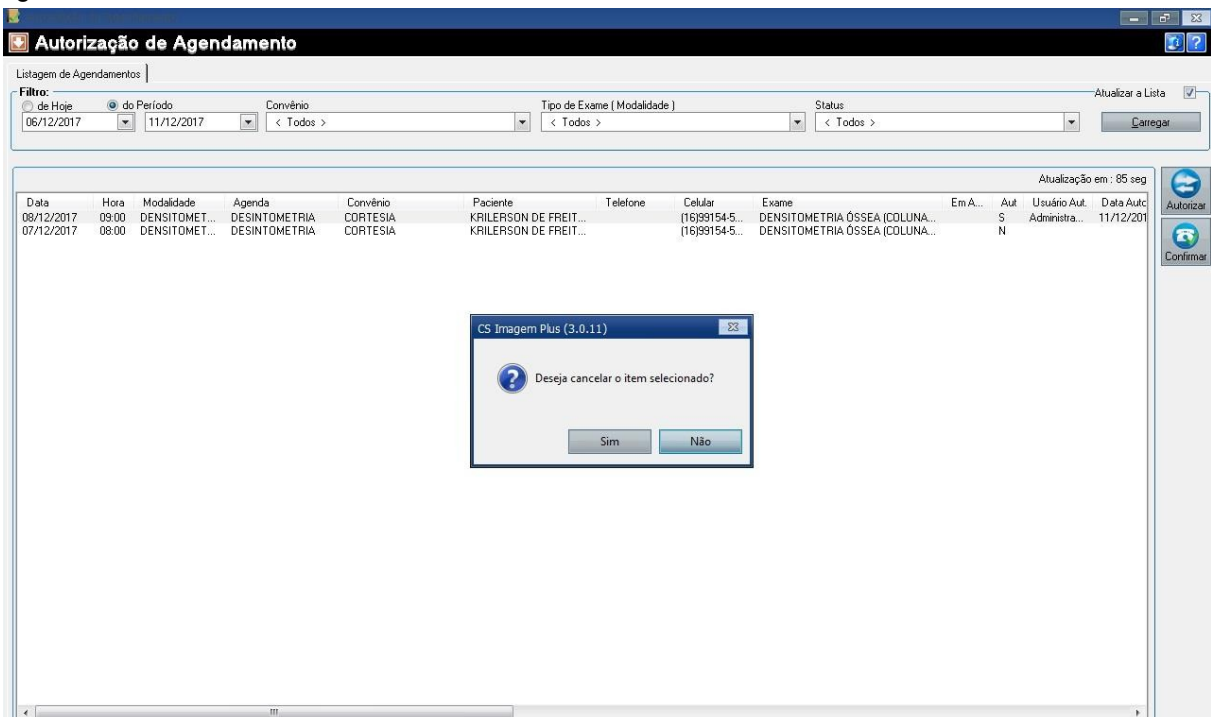 Autorização de Agendamento
Listagem de Agendamentos
Filtro:
de Hoje do Período Convênio Tipo de Exame ( Modalidade ) Status Atualizar a Lista
06/12/2017 11/12/2017 < Todos > < Todos > < Todos > Carregar
Atualização em : 85 seg
Data Hora Modalidade Agenda Convênio Paciente Telefone Celular Exame Em A... Aut Usuário Aut. Data Autc
08/12/2017 09:00 DENSITOMET... DESINTOMETRIA CORTESIA KRILERSON DE FREIT... (16)99154-5... DENSITOMETRIA ÓSSEA (COLUNA... S Administra... 11/12/201
07/12/2017 08:00 DENSITOMET... DESINTOMETRIA CORTESIA KRILERSON DE FREIT... (16)99154-5... DENSITOMETRIA ÓSSEA (COLUNA... N
Autorizar
Confirmar
CS Imagem Plus (3.0.11)
Deseja cancelar o item selecionado?
Sim Não